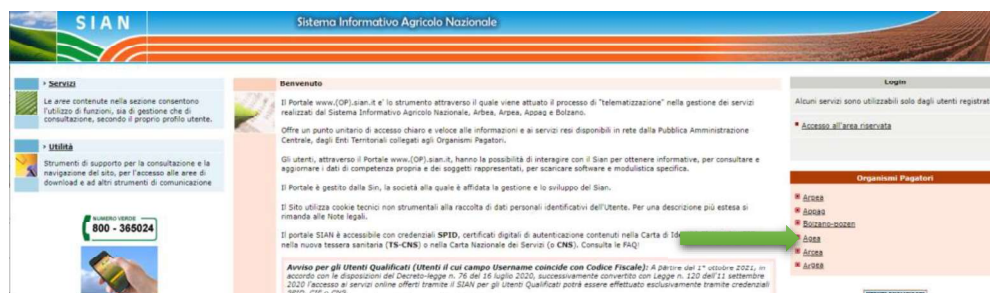 SIAN
Sistema Informativo Agricolo Nazionale
› Servizi
Le aree contenute nella sezione consentono
l'utilizzo di funzioni, sia di gestione che di
consultazione, secondo il proprio profilo utente.
› Utilità
Strumenti di supporto per la consultazione e la
navigazione del sito, per l'accesso alle aree di
download e ad altri strumenti di comunicazione
NUMERO VERDE
800 - 365024
Benvenuto
Il Portale www.(OP).sian.it e' lo strumento attraverso il quale viene attuato il processo di "telematizzazione" nella gestione dei servizi
realizzati dal Sistema Informativo Agricolo Nazionale, Arbea, Arpea, Appag e Bolzano.
Offre un punto unitario di accesso chiaro e veloce alle informazioni e ai servizi resi disponibili in rete dalla Pubblica Amministrazione
Centrale, dagli Enti Territoriali collegati agli Organismi Pagatori.
Gli utenti, attraverso il Portale www.(OP).sian.it, hanno la possibilità di interagire con il Sian per ottenere informative, per consultare e
aggiornare i dati di competenza propria e dei soggetti rappresentati, per scaricare software e modulistica specifica.
Il Portale è gestito dalla Sin, la società alla quale è affidata la gestione e lo sviluppo del Sian.
Il Sito utilizza cookie tecnici non strumentali alla raccolta di dati personali identificativi dell'Utente. Per una descrizione più estesa si
rimanda alle Note legali.
Il portale SIAN è accessibile con credenziali SPID, certificati digitali di autenticazione contenuti nella Carta di
nella nuova tessera sanitaria (TS-CNS) o nella Carta Nazionale dei Servizi (o CNS). Consulta le FAQ!
Avviso per gli Utenti Qualificati (Utenti il cui campo Username coincide con Codice Fiscale): A partire dal 1° ottobre 2021, in
accordo con le disposizioni del Decreto-legge n. 76 del 16 luglio 2020, successivamente convertito con Legge n. 120 dell'11 settembre
2020 l'accesso ai servizi online offerti tramite il SIAN per gli Utenti Qualificati potrà essere effettuato esclusivamente tramite credenziali
SPID, CIE o CNS.
Login
Alcuni servizi sono utilizzabili solo dagli utenti registrat
Accesso all'area riservata
Organismi Pagatori
Arpea
Appag
Bolzano-bozen
Agea
Arcea